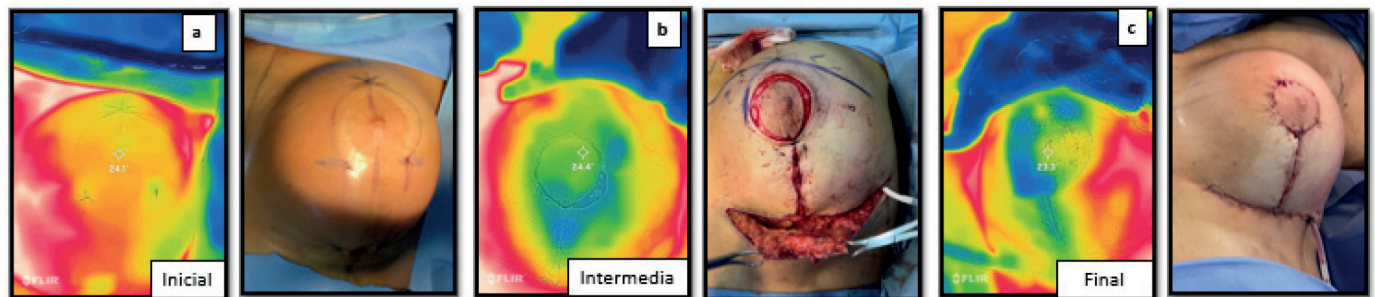 a
24.1°
FLIR
Inicial
b
24.4°
FLIR
Intermedia
c
23.3°
FLIR
Final